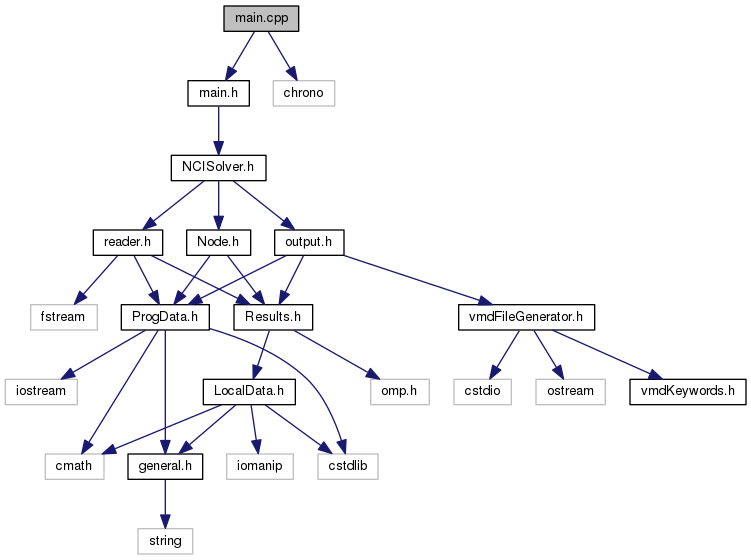 main.cpp
main.h
chrono
NCISolver.h
reader.h
Node.h
output.h
fstream
ProgData.h
Results.h
vmdFileGenerator.h
iostream
LocalData.h
omp.h
cstdio
ostream
vmdKeywords.h
cmath
general.h
iomanip
cstdlib
string